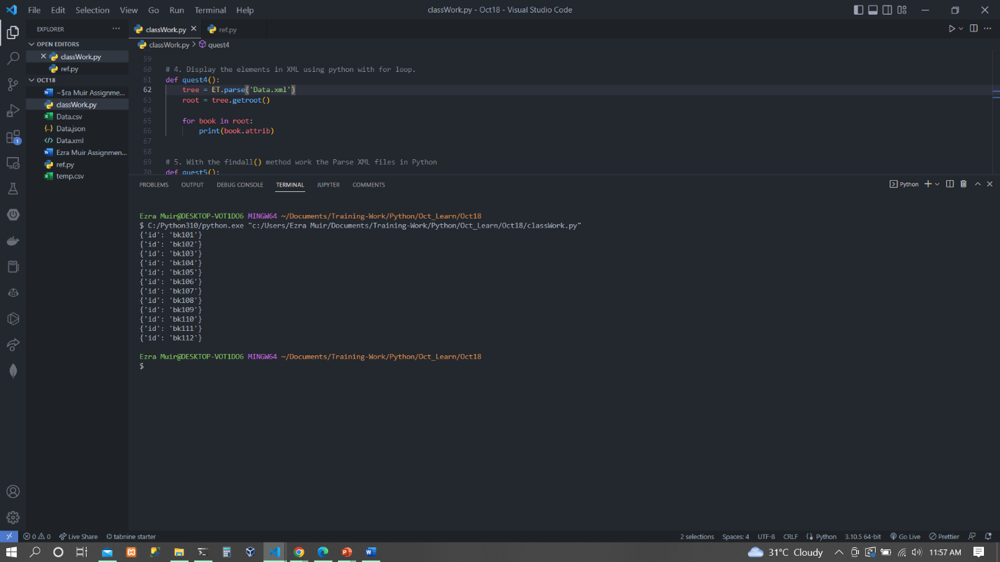 File Edit Selection View Go Run Terminal Help
classWork.py - Oct18 - Visual Studio Code
EXPLORER
OPEN EDITORS
classWork.py
ref.py
OCT18
~$ra Muir Assignme...
classWork.py
Data.csv
Data.json
Data.xml
Ezra Muir Assignmen...
ref.py
temp.csv
classWork.py
ref.py
classWork.py > quest4
59
60 # 4. Display the elements in XML using python with for loop.
61 def quest4():
62 tree = ET.parse('Data.xml')
63 root = tree.getroot()
64
65 for book in root:
66 print(book.attrib)
67
68
69 # 5. With the findall() method work the Parse XML files in Python
70 def quest5():
PROBLEMS OUTPUT DEBUG CONSOLE TERMINAL JUPYTER COMMENTS
Python
Ezra Muir@DESKTOP-VOT1DO6 MINGW64 ~/Documents/Training-Work/Python/Oct_Learn/Oct18
$ C:/Python310/python.exe "c:/Users/Ezra Muir/Documents/Training-Work/Python/Oct_Learn/Oct18/classWork.py"
{'id': 'bk101'}
{'id': 'bk102'}
{'id': 'bk103'}
{'id': 'bk104'}
{'id': 'bk105'}
{'id': 'bk106'}
{'id': 'bk107'}
{'id': 'bk108'}
{'id': 'bk109'}
{'id': 'bk110'}
{'id': 'bk111'}
{'id': 'bk112'}
Ezra Muir@DESKTOP-VOT1DO6 MINGW64 ~/Documents/Training-Work/Python/Oct_Learn/Oct18
$
1
0 0 Live Share tabnine starter
2 selections Spaces: 4 UTF-8 CRLF Python 3.10.5 64-bit Go Live Prettier
31°C Cloudy
11:57 AM